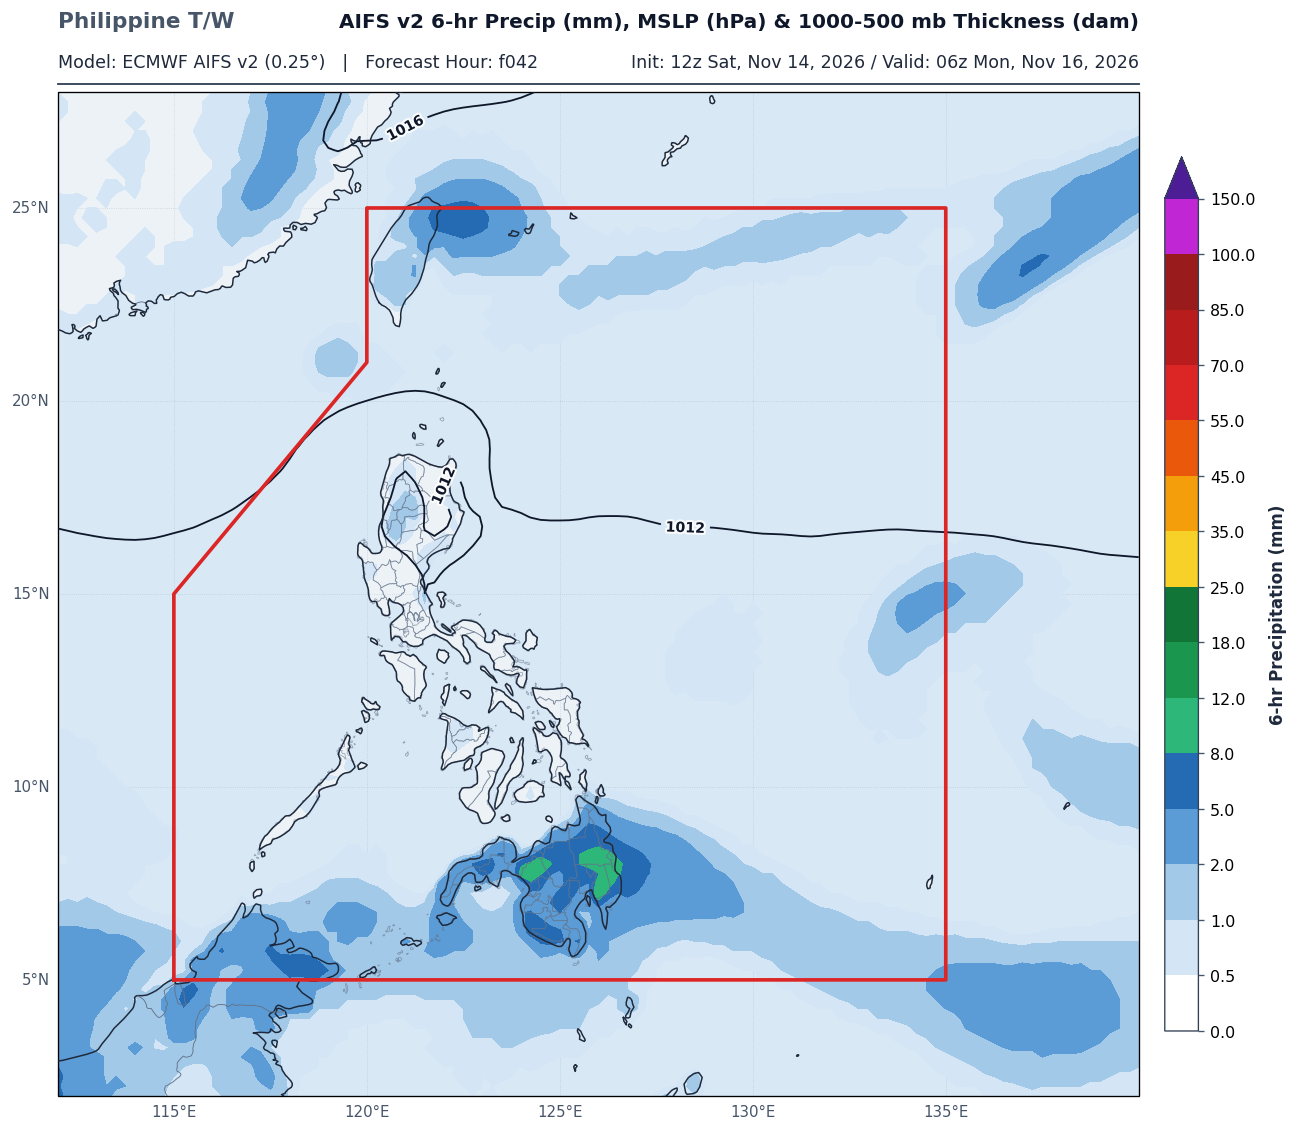 Philippine T/W
AIFS v2 6-hr Precip (mm), MSLP (hPa) & 1000-500 mb Thickness (dam)
Model: ECMWF AIFS v2 (0.25°) | Forecast Hour: f042
Init: 12z Sat, Nov 14, 2026 / Valid: 06z Mon, Nov 16, 2026
1016
1012
1012
25°N
20°N
15°N
10°N
5°N
115°E
120°E
125°E
130°E
135°E
150.0
100.0
85.0
70.0
55.0
45.0
35.0
25.0
18.0
12.0
8.0
5.0
2.0
1.0
0.5
0.0
6-hr Precipitation (mm)